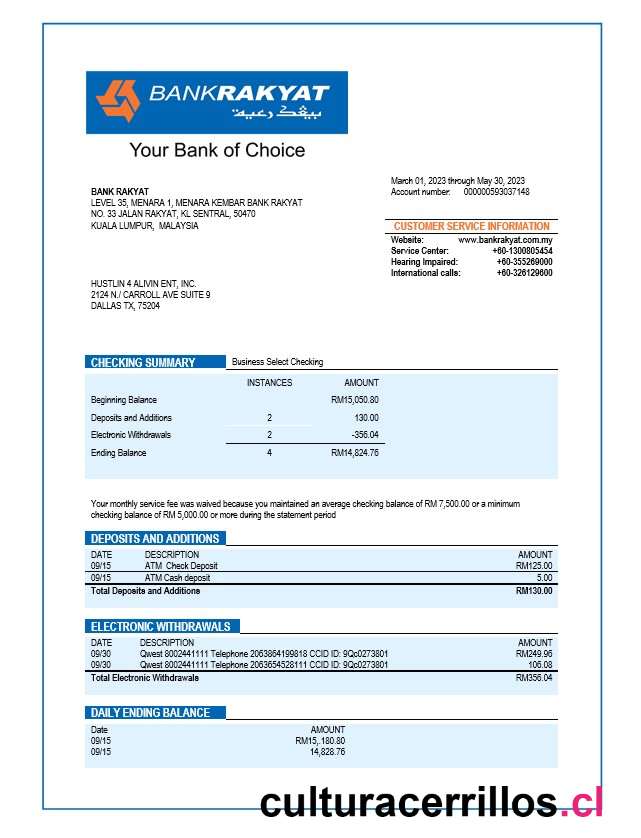 BANKRAKYAT
بيڠک رعية
Your Bank of Choice
March 01, 2023 through May 30, 2023
Account number: 000000593037148
BANK RAKYAT
LEVEL 35, MENARA 1, MENARA KEMBAR BANK RAKYAT
NO. 33 JALAN RAKYAT, KL SENTRAL, 50470
KUALA LUMPUR, MALAYSIA
CUSTOMER SERVICE INFORMATION
Website: www.bankrakyat.com.my
Service Center: +60-1300805454
Hearing Impaired: +60-355269000
International calls: +60-326129600
HUSTLIN 4 ALIVIN ENT, INC.
2124 N./ CARROLL AVE SUITE 9
DALLAS TX, 75204
CHECKING SUMMARY Business Select Checking
INSTANCES AMOUNT
Beginning Balance RM15,050.80
Deposits and Additions 2 130.00
Electronic Withdrawals 2 -356.04
Ending Balance 4 RM14,824.76
Your monthly service fee was waived because you maintained an average checking balance of RM 7,500.00 or a minimum
checking balance of RM 5,000.00 or more during the statement period
DEPOSITS AND ADDITIONS
DATE DESCRIPTION AMOUNT
09/15 ATM Check Deposit RM125.00
09/15 ATM Cash deposit 5.00
Total Deposits and Additions RM130.00
ELECTRONIC WITHDRAWALS
DATE DESCRIPTION AMOUNT
09/30 Qwest 8002441111 Telephone 2063864199818 CCID ID: 9Qc0273801 RM249.96
09/30 Qwest 8002441111 Telephone 2063654528111 CCID ID: 9Qc0273801 106.08
Total Electronic Withdrawals RM356.04
DAILY ENDING BALANCE
Date AMOUNT
09/15 RM15,.180.80
09/15 14,828.76
culturacerrillos.cl